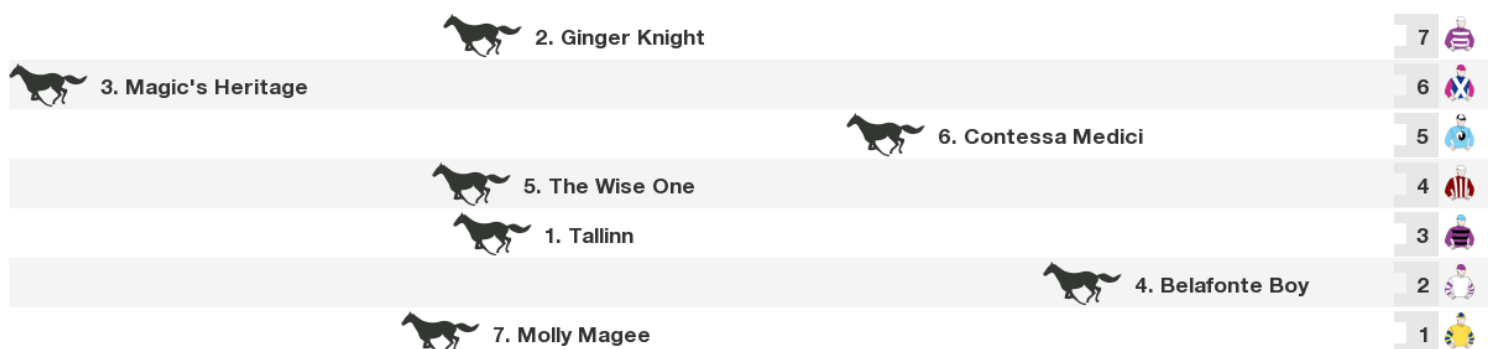 2. Ginger Knight 7
3. Magic's Heritage 6
6. Contessa Medici 5
5. The Wise One 4
1. Tallinn 3
4. Belafonte Boy 2
7. Molly Magee 1